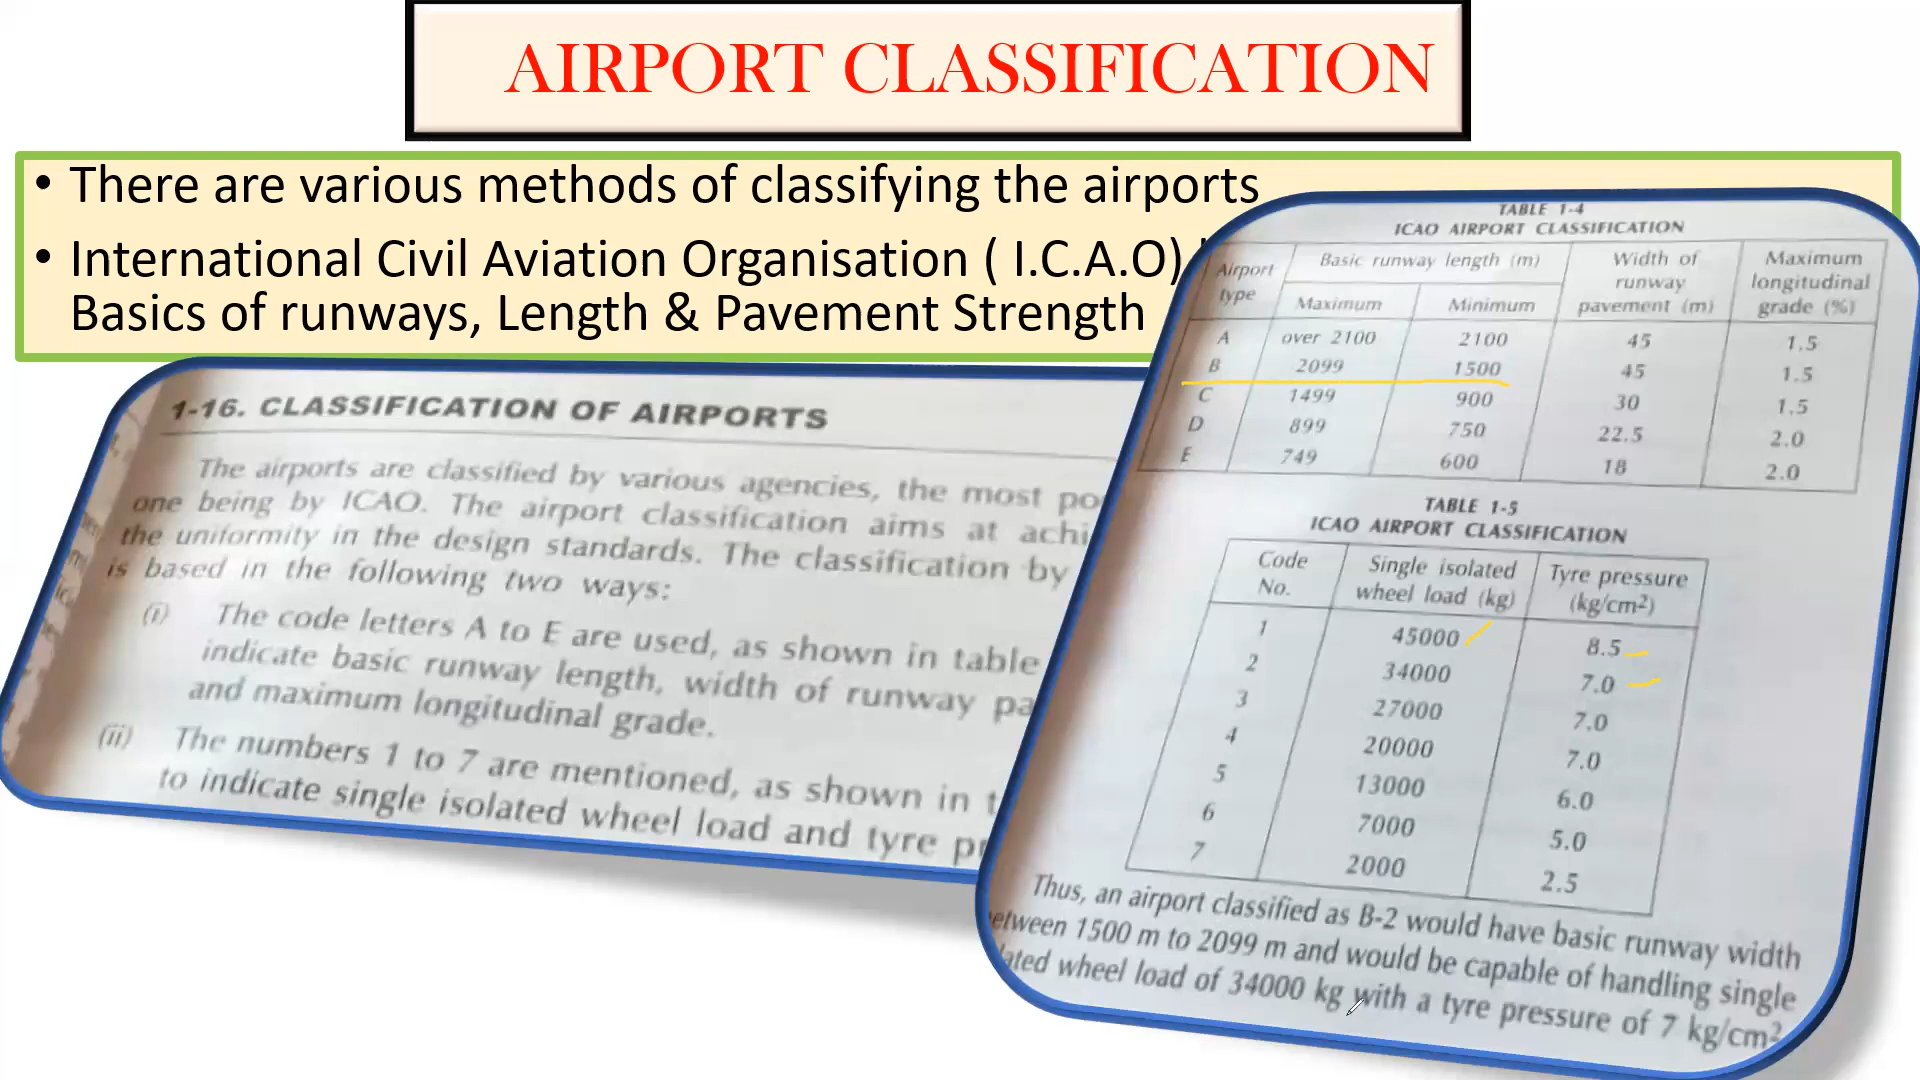 AIRPORT CLASSIFICATION
• There are various methods of classifying the airports
• International Civil Aviation Organisation ( I.C.A.O)
Basics of runways, Length & Pavement Strength
1-16. CLASSIFICATION OF AIRPORTS
The airports are classified by various agencies, the most
one being by ICAO. The airport classification aims at
the uniformity in the design standards. The classification by
is based in the following two ways:
(i) The code letters A to E are used, as shown in table
indicate basic runway length, width of runway
and maximum longitudinal grade.
(ii) The numbers 1 to 7 are mentioned, as shown in
to indicate single isolated wheel load and tyre
TABLE 1-4
ICAO AIRPORT CLASSIFICATION
Airport type Basic runway length (m) Width of runway pavement (m) Maximum longitudinal grade (%)
Maximum Minimum
A over 2100 2100 45 1.5
B 2099 1500 45 1.5
C 1499 900 30 1.5
D 899 750 22.5 2.0
E 749 600 18 2.0
TABLE 1-5
ICAO AIRPORT CLASSIFICATION
Code No. Single isolated wheel load (kg) Tyre pressure (kg/cm²)
1 45000 8.5
2 34000 7.0
3 27000 7.0
4 20000 7.0
5 13000 6.0
6 7000 5.0
7 2000 2.5
Thus, an airport classified as B-2 would have basic runway width
between 1500 m to 2099 m and would be capable of handling single
wheel load of 34000 kg with a tyre pressure of 7 kg/cm²